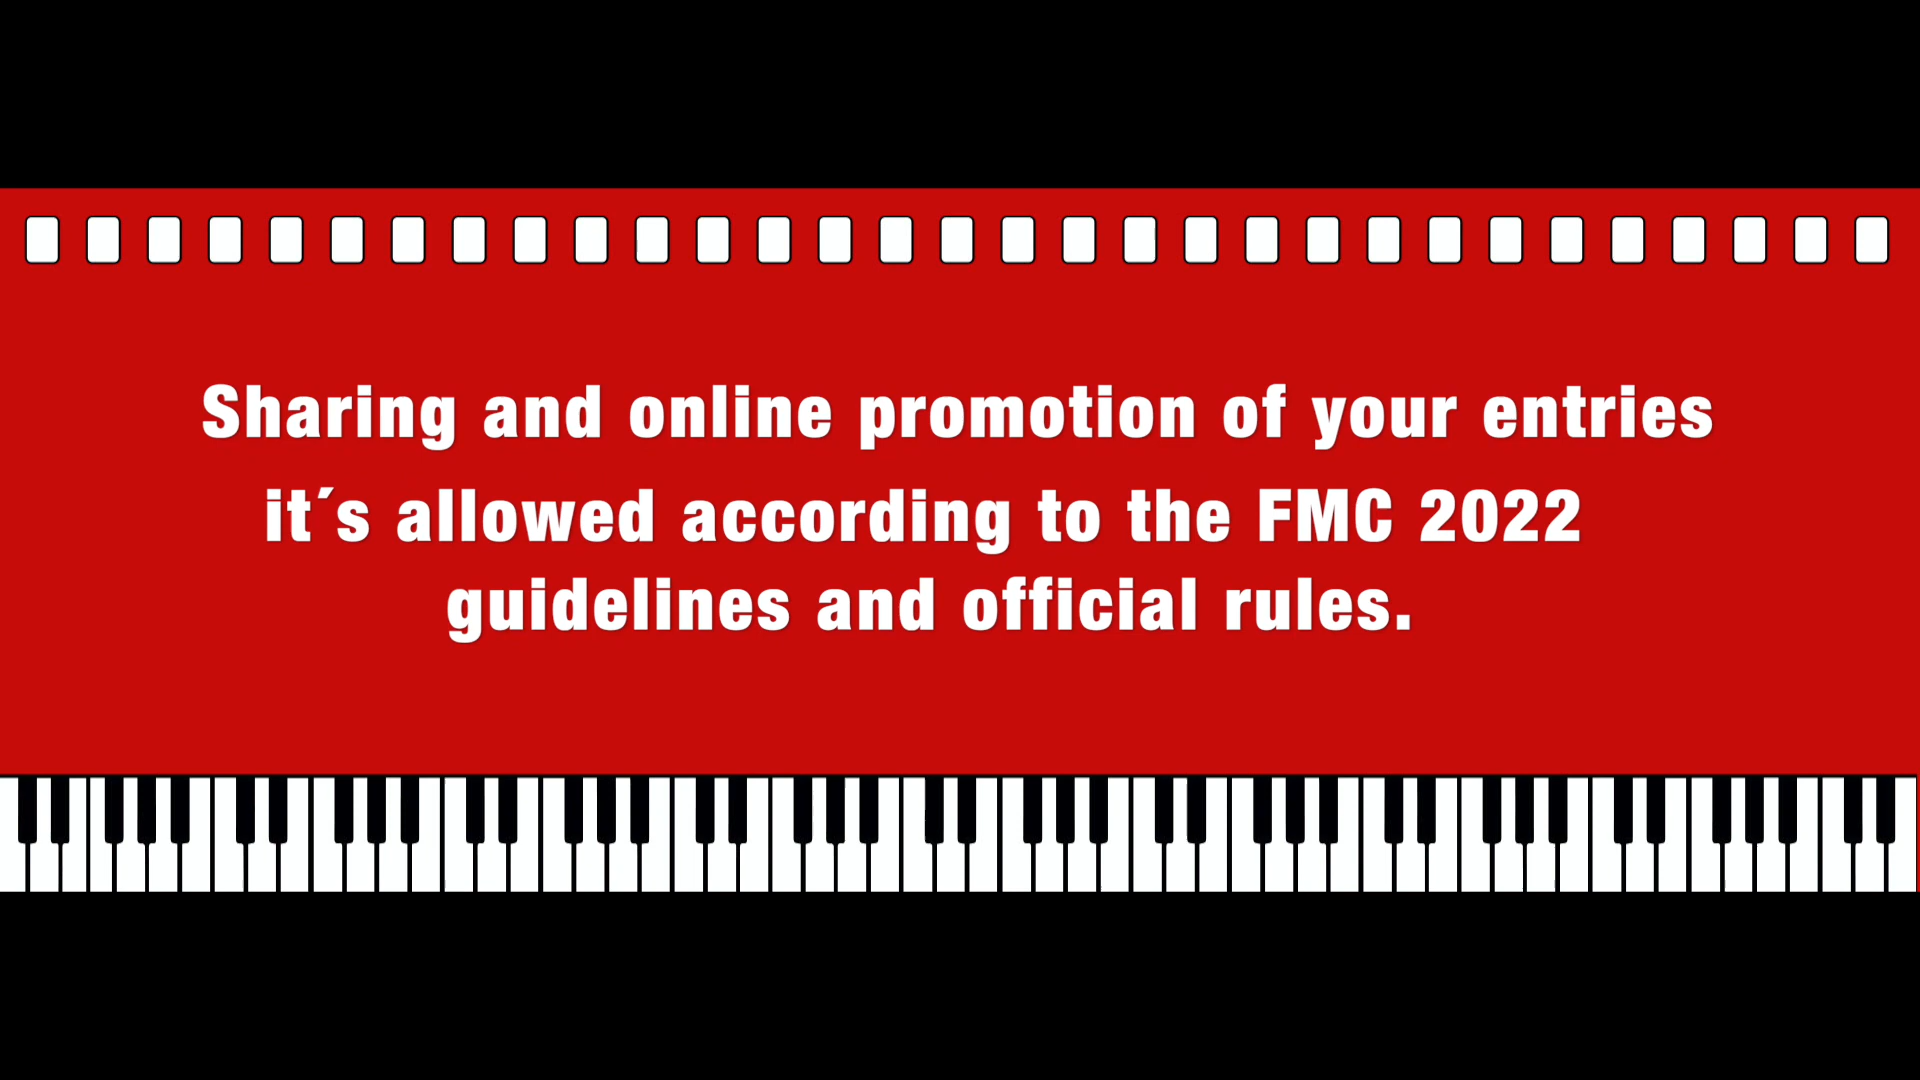 Sharing and online promotion of your entries
it´s allowed according to the FMC 2022
guidelines and official rules.